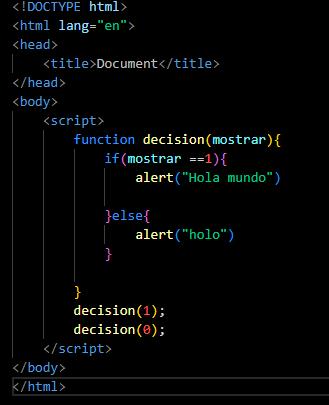 <!DOCTYPE html>
<html lang="en">
<head>
    <title>Document</title>
</head>
<body>
    <script>
        function decision(mostrar){
            if(mostrar ==1){
                alert("Hola mundo")

            }else{
                alert("holo")
            }

        }
        decision(1);
        decision(0);
    </script>
</body>
</html>